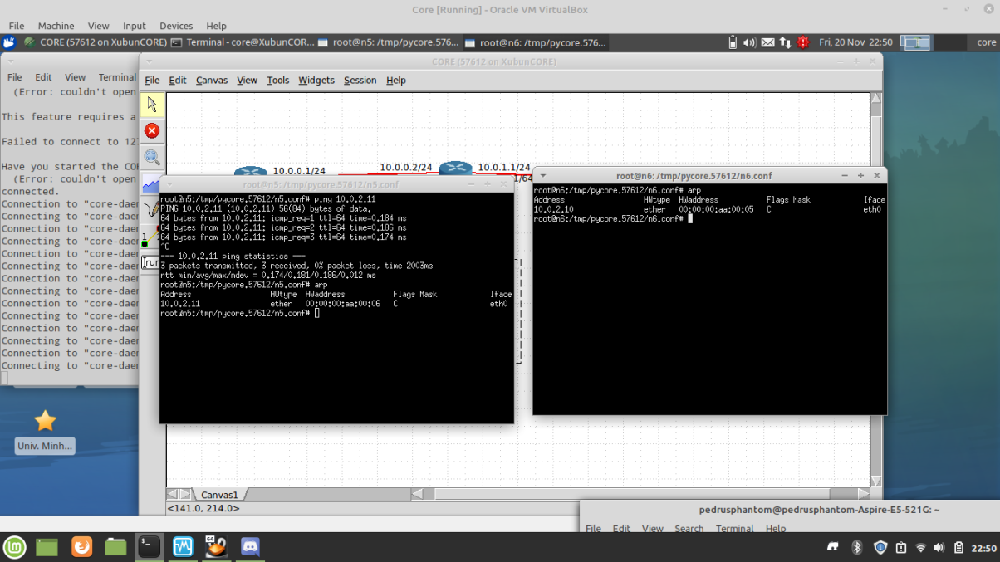 Core [Running] - Oracle VM VirtualBox
File Machine View Input Devices Help
CORE (57612 on XubunCORE) Terminal - core@XubunCOR... root@n5: /tmp/pycore.576... root@n6: /tmp/pycore.576... Fri, 20 Nov 22:50 core
CORE (57612 on XubunCORE)
File Edit View Terminal
(Error: couldn't open
This feature requires a
Failed to connect to 127
Have you started the COR
(Error: couldn't open
connected.
Connection to "core-daem
Connecting to "core-daem
Connecting to "core-daem
Connecting to "core-daem
Connecting to "core-daem
Connecting to "core-daem
Connecting to "core-daem
Connecting to "core-daem
Connecting to "core-daem
Connecting to "core-daem
Connecting to "core-daem
Connecting to "core-daem
Connecting to "core-daem
Connecting to "core-daem
File Edit Canvas View Tools Widgets Session Help
10.0.0.1/24
10.0.0.2/24
10.0.1.1/24
1/64
1
run
root@n5: /tmp/pycore.57612/n5.conf
root@n5:/tmp/pycore.57612/n5.conf# ping 10.0.2.11
PING 10.0.2.11 (10.0.2.11) 56(84) bytes of data.
64 bytes from 10.0.2.11: icmp_req=1 ttl=64 time=0.184 ms
64 bytes from 10.0.2.11: icmp_req=2 ttl=64 time=0.186 ms
64 bytes from 10.0.2.11: icmp_req=3 ttl=64 time=0.174 ms
^C
--- 10.0.2.11 ping statistics ---
3 packets transmitted, 3 received, 0% packet loss, time 2003ms
rtt min/avg/max/mdev = 0.174/0.181/0.186/0.012 ms
root@n5:/tmp/pycore.57612/n5.conf# arp
Address HWtype HWaddress Flags Mask Iface
10.0.2.11 ether 00:00:00:aa:00:06 C eth0
root@n5:/tmp/pycore.57612/n5.conf#
root@n6: /tmp/pycore.57612/n6.conf
root@n6:/tmp/pycore.57612/n6.conf# arp
Address HWtype HWaddress Flags Mask Iface
10.0.2.10 ether 00:00:00:aa:00:05 C eth0
root@n6:/tmp/pycore.57612/n6.conf#
Univ. Minh...
Canvas1
<141.0, 214.0>
pedrusphantom@pedrusphantom-Aspire-E5-521G: ~
File Edit View Search Terminal Help
22:50